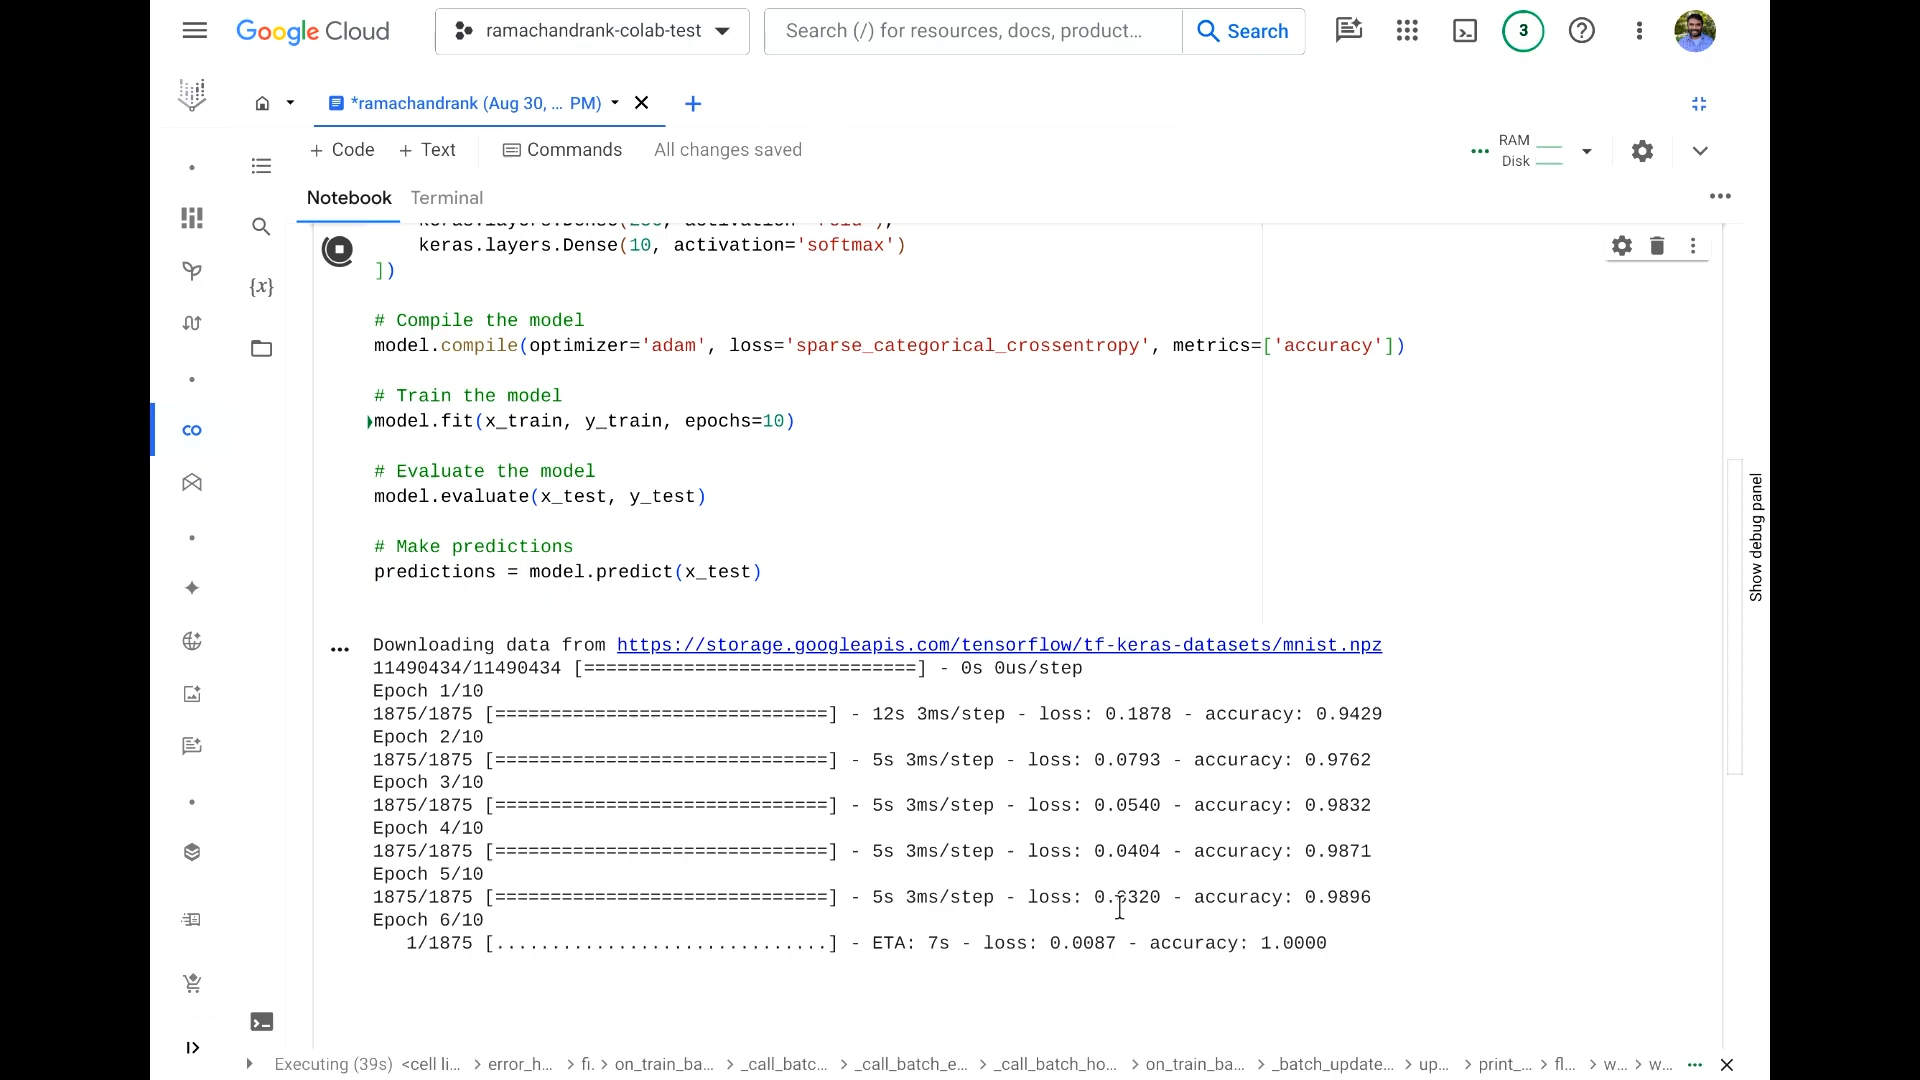 Google Cloud
ramachandrank-colab-test
Search (/) for resources, docs, product...
Search
3
*ramachandrank (Aug 30, ... PM)
+ Code
+ Text
Commands
All changes saved
RAM
Disk
Notebook
Terminal
keras.layers.Dense(10, activation='softmax')
])
# Compile the model
model.compile(optimizer='adam', loss='sparse_categorical_crossentropy', metrics=['accuracy'])
# Train the model
model.fit(x_train, y_train, epochs=10)
# Evaluate the model
model.evaluate(x_test, y_test)
# Make predictions
predictions = model.predict(x_test)
{x}
CO
Show debug panel
Downloading data from https://storage.googleapis.com/tensorflow/tf-keras-datasets/mnist.npz
11490434/11490434 [==============================] - 0s 0us/step
Epoch 1/10
1875/1875 [==============================] - 12s 3ms/step - loss: 0.1878 - accuracy: 0.9429
Epoch 2/10
1875/1875 [==============================] - 5s 3ms/step - loss: 0.0793 - accuracy: 0.9762
Epoch 3/10
1875/1875 [==============================] - 5s 3ms/step - loss: 0.0540 - accuracy: 0.9832
Epoch 4/10
1875/1875 [==============================] - 5s 3ms/step - loss: 0.0404 - accuracy: 0.9871
Epoch 5/10
1875/1875 [==============================] - 5s 3ms/step - loss: 0.0320 - accuracy: 0.9896
Epoch 6/10
1/1875 [..............................] - ETA: 7s - loss: 0.0087 - accuracy: 1.0000
Executing (39s) <cell li... > error_h... > fi. > on_train_ba... > _call_batc... > _call_batch_e... > _call_batch_ho... > on_train_ba... > _batch_update... > up... > print_... > fl... > w... > w...